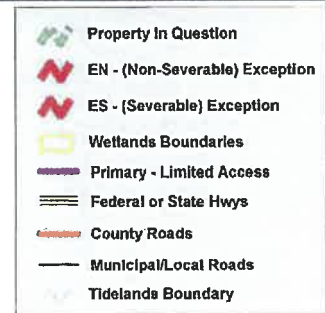 Property In Question
EN - (Non-Severable) Exception
ES - (Severable) Exception
Wetlands Boundaries
Primary - Limited Access
Federal or State Hwys
County Roads
Municipal/Local Roads
Tidelands Boundary